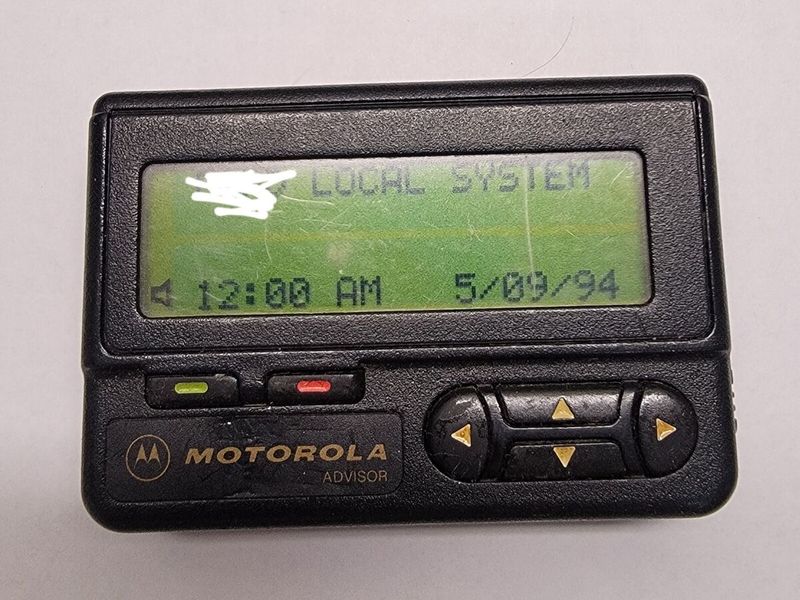 LOCAL SYSTEM
12:00 AM 5/09/94
MOTOROLA
ADVISOR